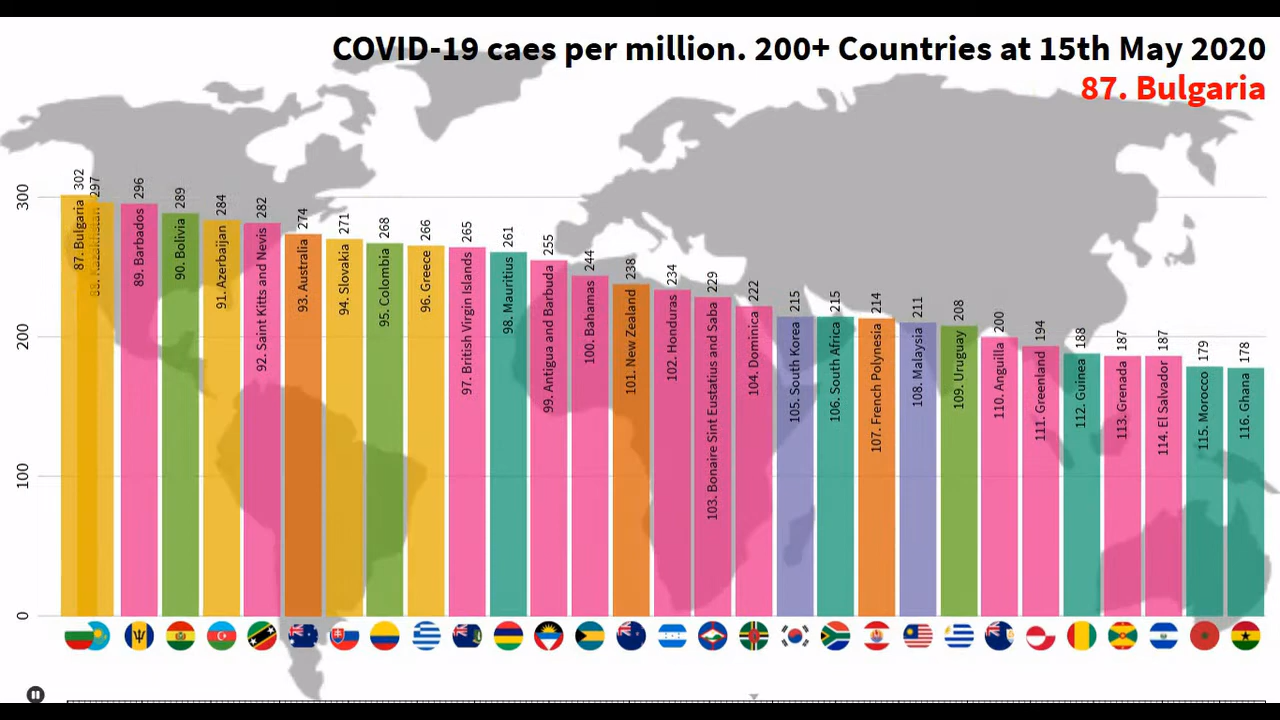 COVID-19 caes per million. 200+ Countries at 15th May 2020
87. Bulgaria
300
200
100
0
87. Bulgaria 302
88. Kazakhstan 297
89. Barbados 296
90. Bolivia 289
91. Azerbaijan 284
92. Saint Kitts and Nevis 282
93. Australia 274
94. Slovakia 271
95. Colombia 268
96. Greece 266
97. British Virgin Islands 265
98. Mauritius 261
99. Antigua and Barbuda 255
100. Bahamas 244
101. New Zealand 238
102. Honduras 234
103. Bonaire Sint Eustatius and Saba 229
104. Dominica 222
105. South Korea 215
106. South Africa 215
107. French Polynesia 214
108. Malaysia 211
109. Uruguay 208
110. Anguilla 200
111. Greenland 194
112. Guinea 188
113. Grenada 187
114. El Salvador 187
115. Morocco 179
116. Ghana 178